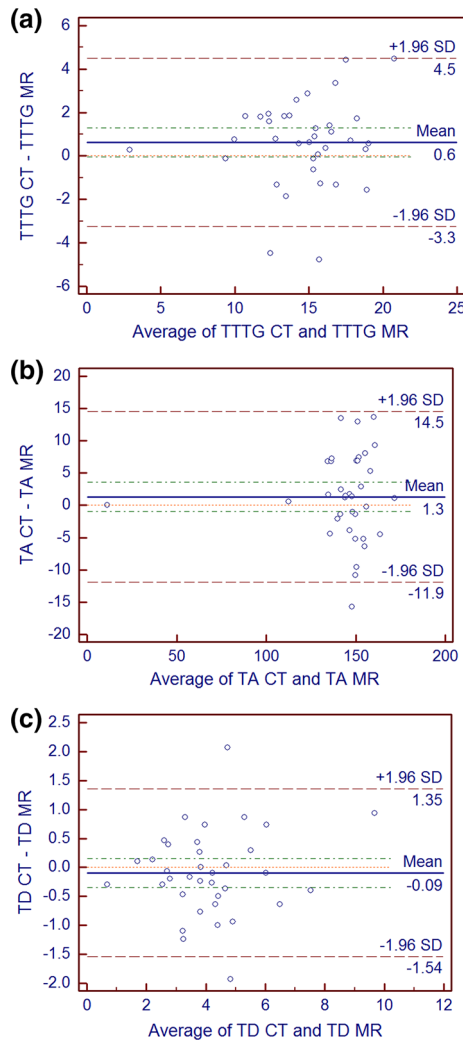 (a)
6
4
2
0
-2
-4
-6
TTTG CT - TTTG MR
+1.96 SD
4.5
Mean
0.6
-1.96 SD
-3.3
0 5 10 15 20 25
Average of TTTG CT and TTTG MR
(b)
20
15
10
5
0
-5
-10
-15
-20
TA CT - TA MR
+1.96 SD
14.5
Mean
1.3
-1.96 SD
-11.9
0 50 100 150 200
Average of TA CT and TA MR
(c)
2.5
2.0
1.5
1.0
0.5
0.0
-0.5
-1.0
-1.5
-2.0
TD CT - TD MR
+1.96 SD
1.35
Mean
-0.09
-1.96 SD
-1.54
0 2 4 6 8 10 12
Average of TD CT and TD MR